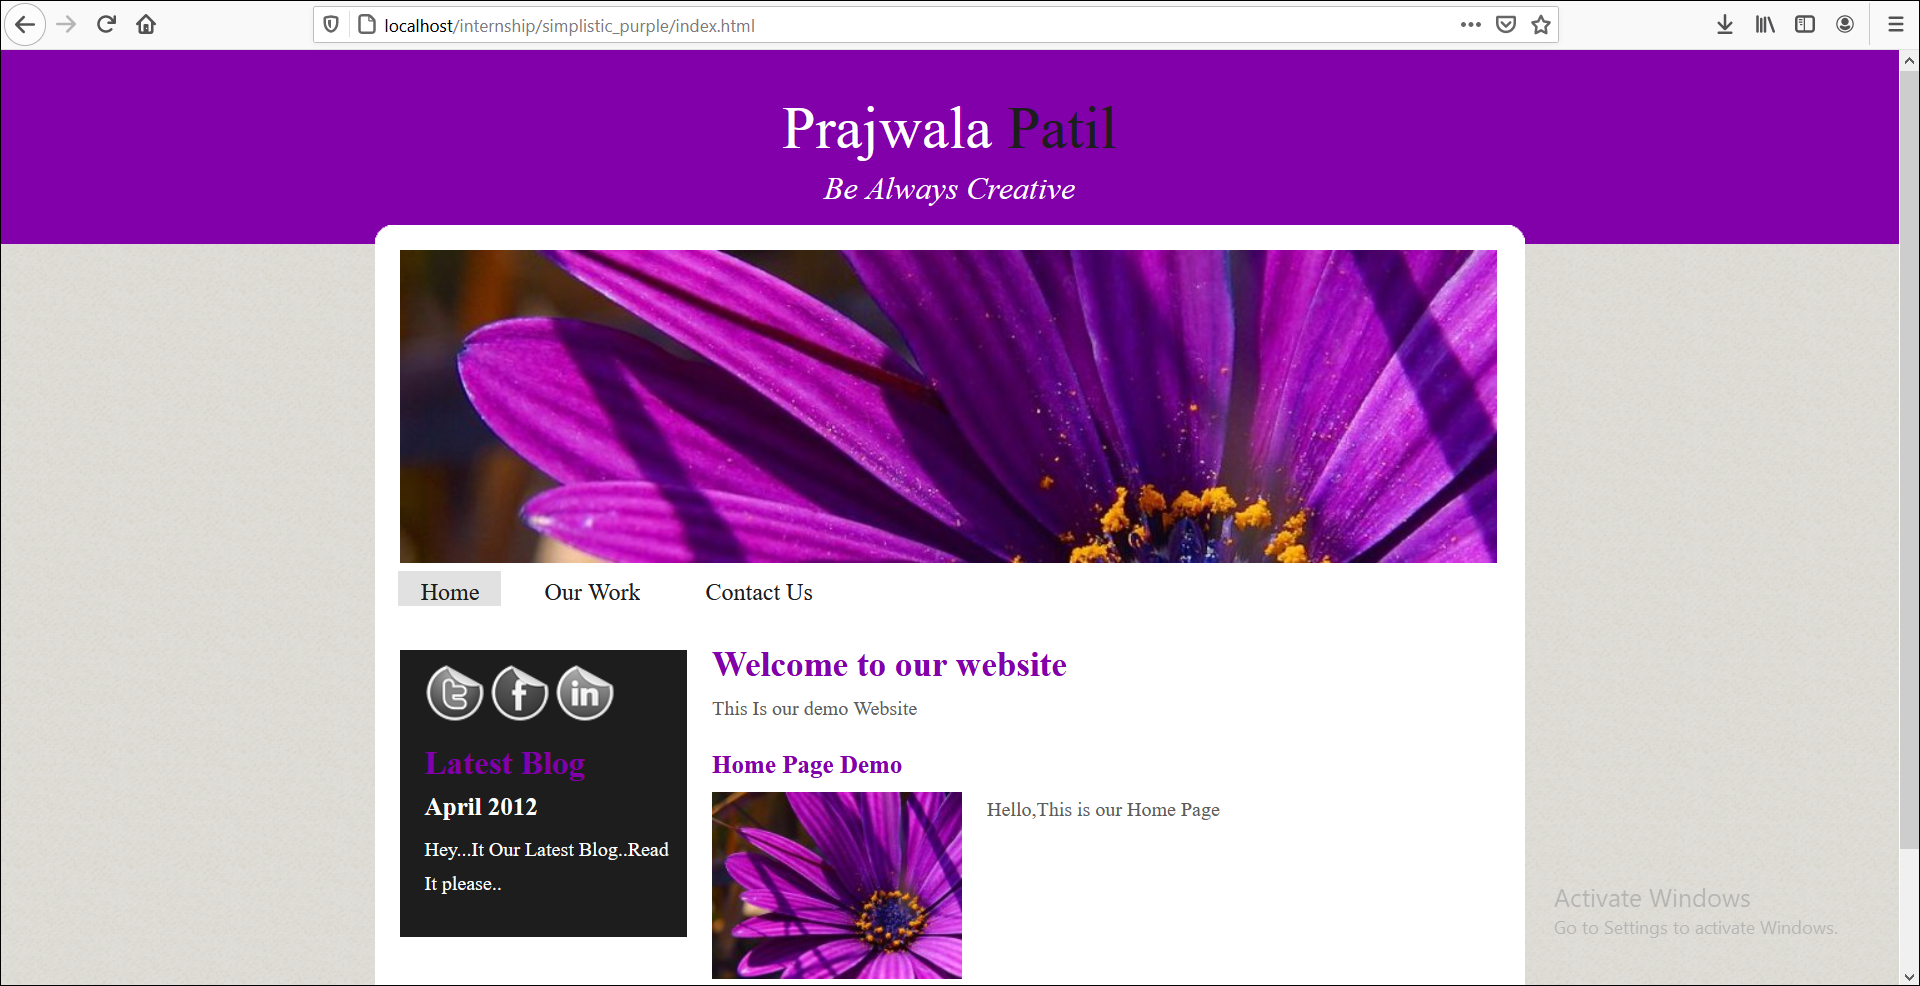 localhost/internship/simplistic_purple/index.html
Prajwala Patil
Be Always Creative
Home Our Work Contact Us
Welcome to our website
This Is our demo Website
Latest Blog
April 2012
Hey...It Our Latest Blog..Read
It please..
Home Page Demo
Hello,This is our Home Page
Activate Windows
Go to Settings to activate Windows.